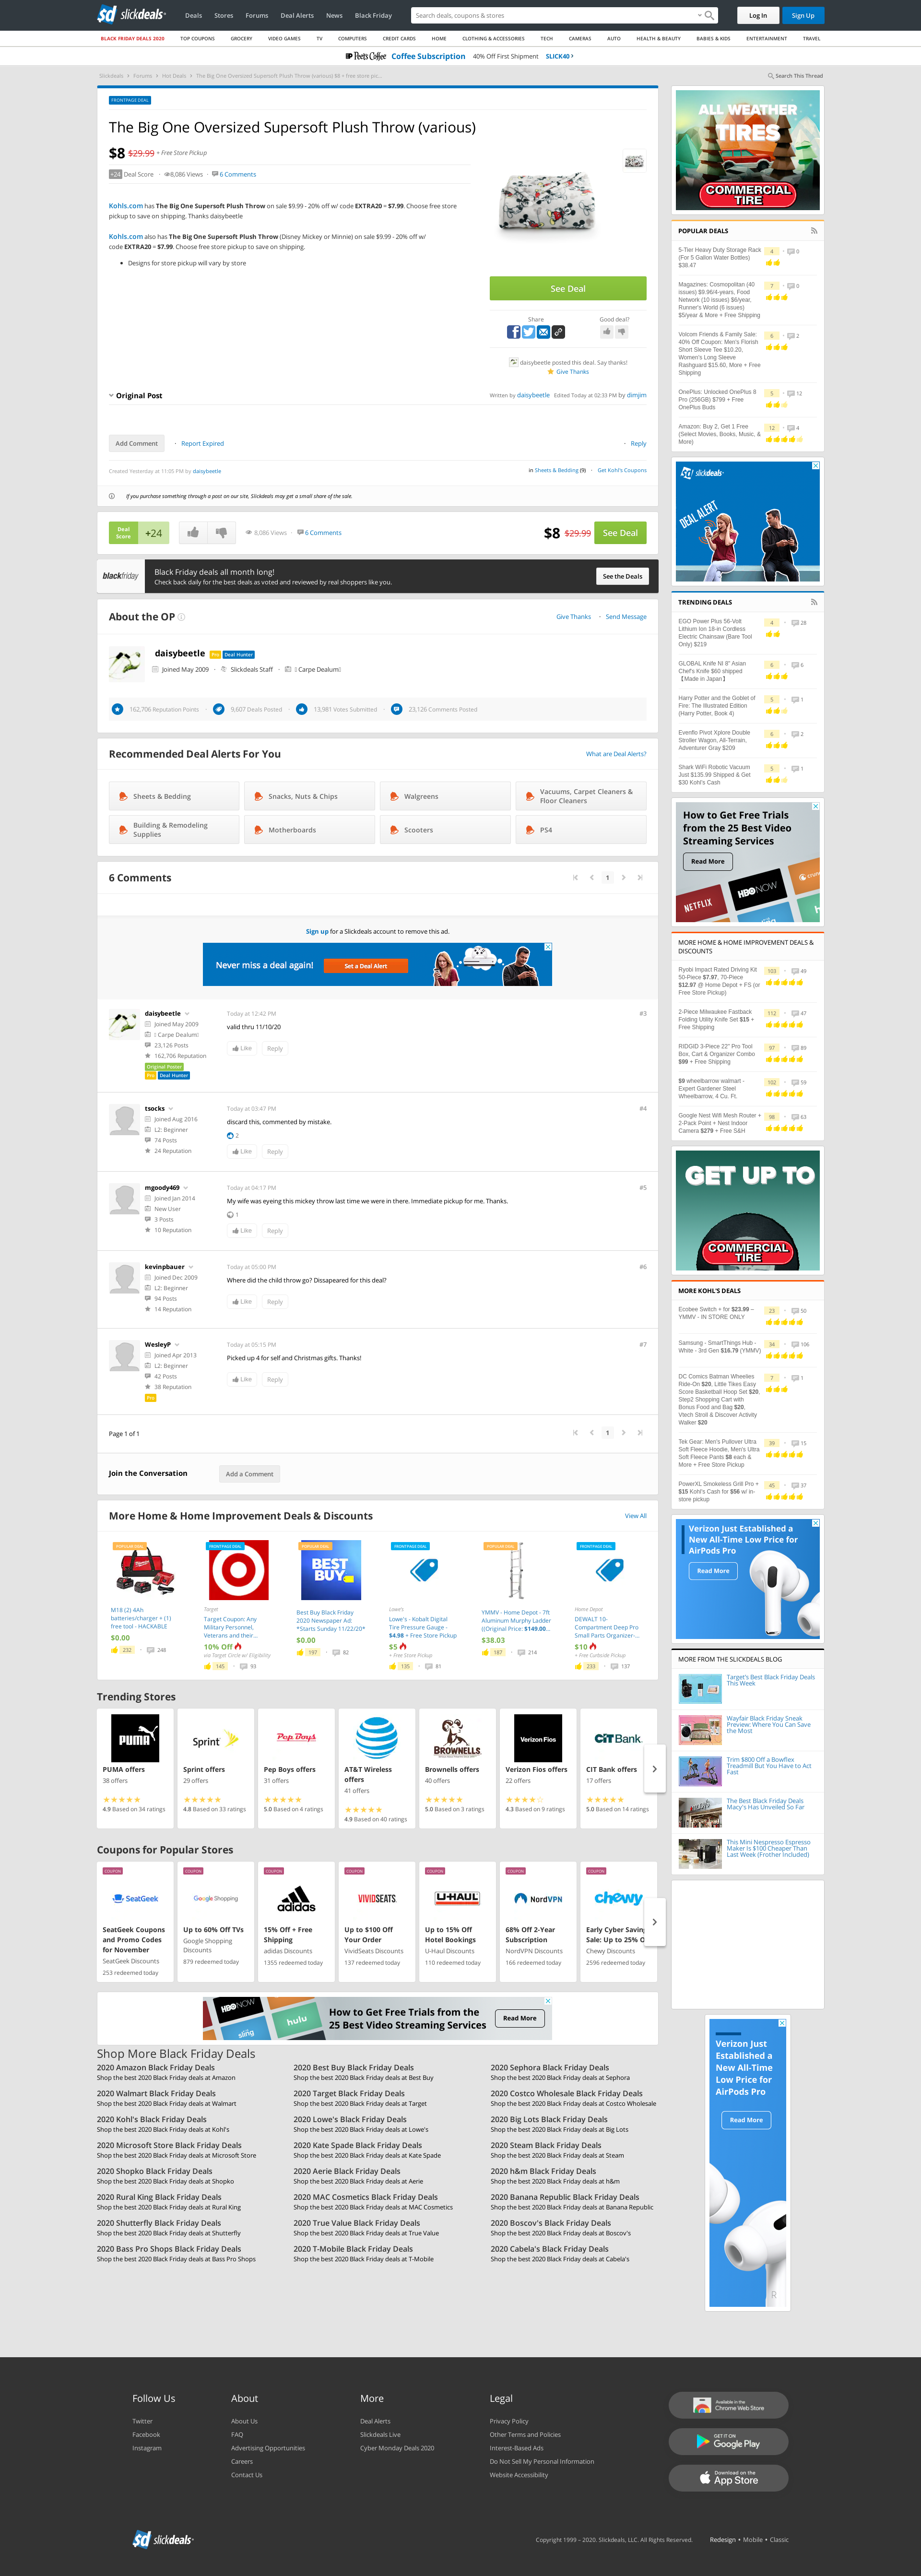 slickdeals
Deals
Stores
Forums
Deal Alerts
News
Black Friday
Search deals, coupons & stores
Log In
Sign Up
BLACK FRIDAY DEALS 2020
TOP COUPONS
GROCERY
VIDEO GAMES
TV
COMPUTERS
CREDIT CARDS
HOME
CLOTHING & ACCESSORIES
TECH
CAMERAS
AUTO
HEALTH & BEAUTY
BABIES & KIDS
ENTERTAINMENT
TRAVEL
Peet's Coffee
Coffee Subscription 40% Off First Shipment SLICK40
Slickdeals > Forums > Hot Deals > The Big One Oversized Supersoft Plush Throw (various) $8 + free store pic...
Search This Thread
FRONTPAGE DEAL
The Big One Oversized Supersoft Plush Throw (various)
$8 $29.99 + Free Store Pickup
+24 Deal Score
8,086 Views
6 Comments
Kohls.com has The Big One Supersoft Plush Throw on sale $9.99 - 20% off w/ code EXTRA20 = $7.99. Choose free store
pickup to save on shipping. Thanks daisybeetle
Kohls.com also has The Big One Supersoft Plush Throw (Disney Mickey or Minnie) on sale $9.99 - 20% off w/
code EXTRA20 = $7.99. Choose free store pickup to save on shipping.
Designs for store pickup will vary by store
See Deal
Share
Good deal?
daisybeetle posted this deal. Say thanks!
Give Thanks
Original Post
Written by daisybeetle Edited Today at 02:33 PM by dimjim
Add Comment
Report Expired
Reply
Created Yesterday at 11:05 PM by daisybeetle
in Sheets & Bedding (9)
Get Kohl's Coupons
If you purchase something through a post on our site, Slickdeals may get a small share of the sale.
Deal
Score
+24
8,086 Views
6 Comments
$8 $29.99
See Deal
blackfriday
Black Friday deals all month long!
Check back daily for the best deals as voted and reviewed by real shoppers like you.
See the Deals
About the OP
Give Thanks
Send Message
daisybeetle Pro Deal Hunter
Joined May 2009
Slickdeals Staff
Carpe Dealum
162,706 Reputation Points
9,607 Deals Posted
13,981 Votes Submitted
23,126 Comments Posted
Recommended Deal Alerts For You
What are Deal Alerts?
Sheets & Bedding
Snacks, Nuts & Chips
Walgreens
Vacuums, Carpet Cleaners &
Floor Cleaners
Building & Remodeling
Supplies
Motherboards
Scooters
PS4
6 Comments
1
Sign up for a Slickdeals account to remove this ad.
Never miss a deal again!
Set a Deal Alert
daisybeetle
Joined May 2009
Carpe Dealum
23,126 Posts
162,706 Reputation
Original Poster
Pro Deal Hunter
Today at 12:42 PM
#3
valid thru 11/10/20
Like
Reply
tsocks
Joined Aug 2016
L2: Beginner
74 Posts
24 Reputation
Today at 03:47 PM
#4
discard this, commented by mistake.
2
Like
Reply
mgoody469
Joined Jan 2014
New User
3 Posts
10 Reputation
Today at 04:17 PM
#5
My wife was eyeing this mickey throw last time we were in there. Immediate pickup for me. Thanks.
1
Like
Reply
kevinpbauer
Joined Dec 2009
L2: Beginner
94 Posts
14 Reputation
Today at 05:00 PM
#6
Where did the child throw go? Dissapeared for this deal?
Like
Reply
WesleyP
Joined Apr 2013
L2: Beginner
42 Posts
38 Reputation
Pro
Today at 05:15 PM
#7
Picked up 4 for self and Christmas gifts. Thanks!
Like
Reply
Page 1 of 1
1
Join the Conversation
Add a Comment
More Home & Home Improvement Deals & Discounts
View All
POPULAR DEAL
M18 (2) 4Ah
batteries/charger + (1)
free tool - HACKABLE
$0.00
232
248
FRONTPAGE DEAL
Target
Target Coupon: Any
Military Personnel,
Veterans and their...
10% Off
via Target Circle w/ Eligibility
145
93
POPULAR DEAL
BEST
BUY
Best Buy Black Friday
2020 Newspaper Ad:
*Starts Sunday 11/22/20*
$0.00
197
82
FRONTPAGE DEAL
Lowe's
Lowe's - Kobalt Digital
Tire Pressure Gauge -
$4.98 + Free Store Pickup
$5
+ Free Store Pickup
135
81
POPULAR DEAL
YMMV - Home Depot - 7ft
Aluminum Murphy Ladder
((Original Price: $149.00...
$38.03
187
214
FRONTPAGE DEAL
Home Depot
DEWALT 10-
Compartment Deep Pro
Small Parts Organizer-...
$10
+ Free Curbside Pickup
233
137
Trending Stores
PUMA
PUMA offers
38 offers
4.9 Based on 34 ratings
Sprint
Sprint offers
29 offers
4.8 Based on 33 ratings
Pep Boys
Pep Boys offers
31 offers
5.0 Based on 4 ratings
AT&T
AT&T Wireless
offers
41 offers
4.9 Based on 40 ratings
BROWNELLS
Brownells offers
40 offers
5.0 Based on 3 ratings
Verizon Fios
Verizon Fios offers
22 offers
4.3 Based on 9 ratings
CIT Bank
CIT Bank offers
17 offers
5.0 Based on 14 ratings
Coupons for Popular Stores
COUPON
SeatGeek
SeatGeek Coupons
and Promo Codes
for November
SeatGeek Discounts
253 redeemed today
COUPON
Google Shopping
Up to 60% Off TVs
Google Shopping
Discounts
879 redeemed today
COUPON
adidas
15% Off + Free
Shipping
adidas Discounts
1355 redeemed today
COUPON
VIVIDSEATS
Up to $100 Off
Your Order
VividSeats Discounts
137 redeemed today
COUPON
U-HAUL
Up to 15% Off
Hotel Bookings
U-Haul Discounts
110 redeemed today
COUPON
NordVPN
68% Off 2-Year
Subscription
NordVPN Discounts
166 redeemed today
COUPON
chewy
Early Cyber Saving
Sale: Up to 25% O
Chewy Discounts
2596 redeemed today
HBO NOW
sling
hulu
How to Get Free Trials from the
25 Best Video Streaming Services
Read More
Shop More Black Friday Deals
2020 Amazon Black Friday Deals
Shop the best 2020 Black Friday deals at Amazon
2020 Best Buy Black Friday Deals
Shop the best 2020 Black Friday deals at Best Buy
2020 Sephora Black Friday Deals
Shop the best 2020 Black Friday deals at Sephora
2020 Walmart Black Friday Deals
Shop the best 2020 Black Friday deals at Walmart
2020 Target Black Friday Deals
Shop the best 2020 Black Friday deals at Target
2020 Costco Wholesale Black Friday Deals
Shop the best 2020 Black Friday deals at Costco Wholesale
2020 Kohl's Black Friday Deals
Shop the best 2020 Black Friday deals at Kohl's
2020 Lowe's Black Friday Deals
Shop the best 2020 Black Friday deals at Lowe's
2020 Big Lots Black Friday Deals
Shop the best 2020 Black Friday deals at Big Lots
2020 Microsoft Store Black Friday Deals
Shop the best 2020 Black Friday deals at Microsoft Store
2020 Kate Spade Black Friday Deals
Shop the best 2020 Black Friday deals at Kate Spade
2020 Steam Black Friday Deals
Shop the best 2020 Black Friday deals at Steam
2020 Shopko Black Friday Deals
Shop the best 2020 Black Friday deals at Shopko
2020 Aerie Black Friday Deals
Shop the best 2020 Black Friday deals at Aerie
2020 h&m Black Friday Deals
Shop the best 2020 Black Friday deals at h&m
2020 Rural King Black Friday Deals
Shop the best 2020 Black Friday deals at Rural King
2020 MAC Cosmetics Black Friday Deals
Shop the best 2020 Black Friday deals at MAC Cosmetics
2020 Banana Republic Black Friday Deals
Shop the best 2020 Black Friday deals at Banana Republic
2020 Shutterfly Black Friday Deals
Shop the best 2020 Black Friday deals at Shutterfly
2020 True Value Black Friday Deals
Shop the best 2020 Black Friday deals at True Value
2020 Boscov's Black Friday Deals
Shop the best 2020 Black Friday deals at Boscov's
2020 Bass Pro Shops Black Friday Deals
Shop the best 2020 Black Friday deals at Bass Pro Shops
2020 T-Mobile Black Friday Deals
Shop the best 2020 Black Friday deals at T-Mobile
2020 Cabela's Black Friday Deals
Shop the best 2020 Black Friday deals at Cabela's
ALL WEATHER
TIRES
COMMERCIAL
TIRE
POPULAR DEALS
5-Tier Heavy Duty Storage Rack
(For 5 Gallon Water Bottles)
$38.47
4
0
Magazines: Cosmopolitan (40
issues) $9.96/4-years, Food
Network (10 issues) $6/year,
Runner's World (6 issues)
$5/year & More + Free Shipping
7
0
Volcom Friends & Family Sale:
40% Off Coupon: Men's Florish
Short Sleeve Tee $10.20,
Women's Long Sleeve
Rashguard $15.60, More + Free
Shipping
6
2
OnePlus: Unlocked OnePlus 8
Pro (256GB) $799 + Free
OnePlus Buds
5
12
Amazon: Buy 2, Get 1 Free
(Select Movies, Books, Music, &
More)
12
4
slickdeals
DEAL ALERT
TRENDING DEALS
EGO Power Plus 56-Volt
Lithium Ion 18-in Cordless
Electric Chainsaw (Bare Tool
Only) $219
4
28
GLOBAL Knife NI 8" Asian
Chef's Knife $60 shipped
【Made in Japan】
6
6
Harry Potter and the Goblet of
Fire: The Illustrated Edition
(Harry Potter, Book 4)
5
1
Evenflo Pivot Xplore Double
Stroller Wagon, All-Terrain,
Adventurer Gray $209
6
2
Shark WiFi Robotic Vacuum
Just $135.99 Shipped & Get
$30 Kohl's Cash
5
1
How to Get Free Trials
from the 25 Best Video
Streaming Services
Read More
NETFLIX
HBO NOW
MORE HOME & HOME IMPROVEMENT DEALS &
DISCOUNTS
Ryobi Impact Rated Driving Kit
50-Piece $7.97, 70-Piece
$12.97 @ Home Depot + FS (or
Free Store Pickup)
103
49
2-Piece Milwaukee Fastback
Folding Utility Knife Set $15 +
Free Shipping
112
47
RIDGID 3-Piece 22" Pro Tool
Box, Cart & Organizer Combo
$99 + Free Shipping
97
89
$9 wheelbarrow walmart -
Expert Gardener Steel
Wheelbarrow, 4 Cu. Ft.
102
59
Google Nest Wifi Mesh Router +
2-Pack Point + Nest Indoor
Camera $279 + Free S&H
98
63
GET UP TO
COMMERCIAL
TIRE
MORE KOHL'S DEALS
Ecobee Switch + for $23.99 –
YMMV - IN STORE ONLY
23
50
Samsung - SmartThings Hub -
White - 3rd Gen $16.79 (YMMV)
34
106
DC Comics Batman Wheelies
Ride-On $20, Little Tikes Easy
Score Basketball Hoop Set $20,
Step2 Shopping Cart with
Bonus Food and Bag $20,
Vtech Stroll & Discover Activity
Walker $20
7
1
Tek Gear: Men's Pullover Ultra
Soft Fleece Hoodie, Men's Ultra
Soft Fleece Pants $8 each &
More + Free Store Pickup
39
15
PowerXL Smokeless Grill Pro +
$15 Kohl's Cash for $56 w/ in-
store pickup
45
37
Verizon Just Established a
New All-Time Low Price for
AirPods Pro
Read More
MORE FROM THE SLICKDEALS BLOG
Target's Best Black Friday Deals
This Week
Wayfair Black Friday Sneak
Preview: Where You Can Save
the Most
Trim $800 Off a Bowflex
Treadmill But You Have to Act
Fast
The Best Black Friday Deals
Macy's Has Unveiled So Far
This Mini Nespresso Espresso
Maker Is $100 Cheaper Than
Last Week (Frother Included)
Verizon Just
Established a
New All-Time
Low Price for
AirPods Pro
Read More
Follow Us
Twitter
Facebook
Instagram
About
About Us
FAQ
Advertising Opportunities
Careers
Contact Us
More
Deal Alerts
Slickdeals Live
Cyber Monday Deals 2020
Legal
Privacy Policy
Other Terms and Policies
Interest-Based Ads
Do Not Sell My Personal Information
Website Accessibility
Available in the
Chrome Web Store
GET IT ON
Google Play
Download on the
App Store
slickdeals
Copyright 1999 – 2020. Slickdeals, LLC. All Rights Reserved.
Redesign • Mobile • Classic